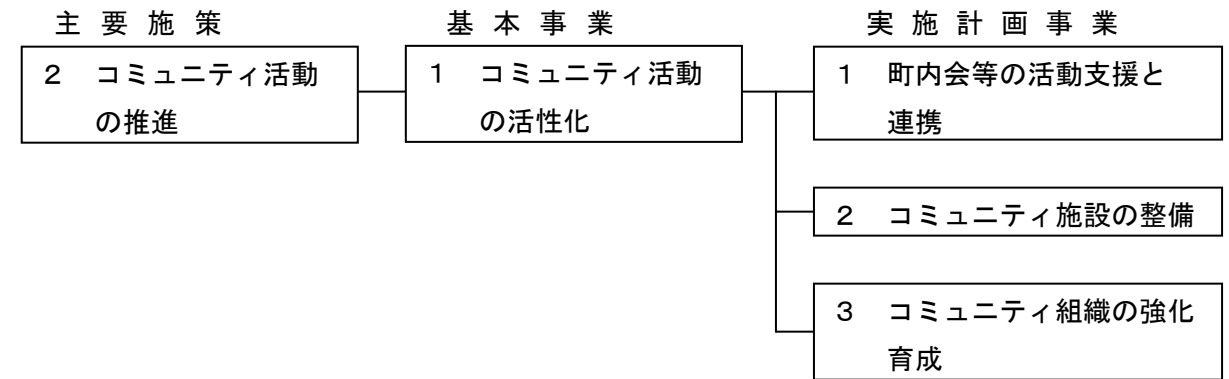 主要施策
基本事業
実施計画事業
２　コミュニティ活動
の推進
１　コミュニティ活動
の活性化
１　町内会等の活動支援と
連携
２　コミュニティ施設の整備
３　コミュニティ組織の強化
育成